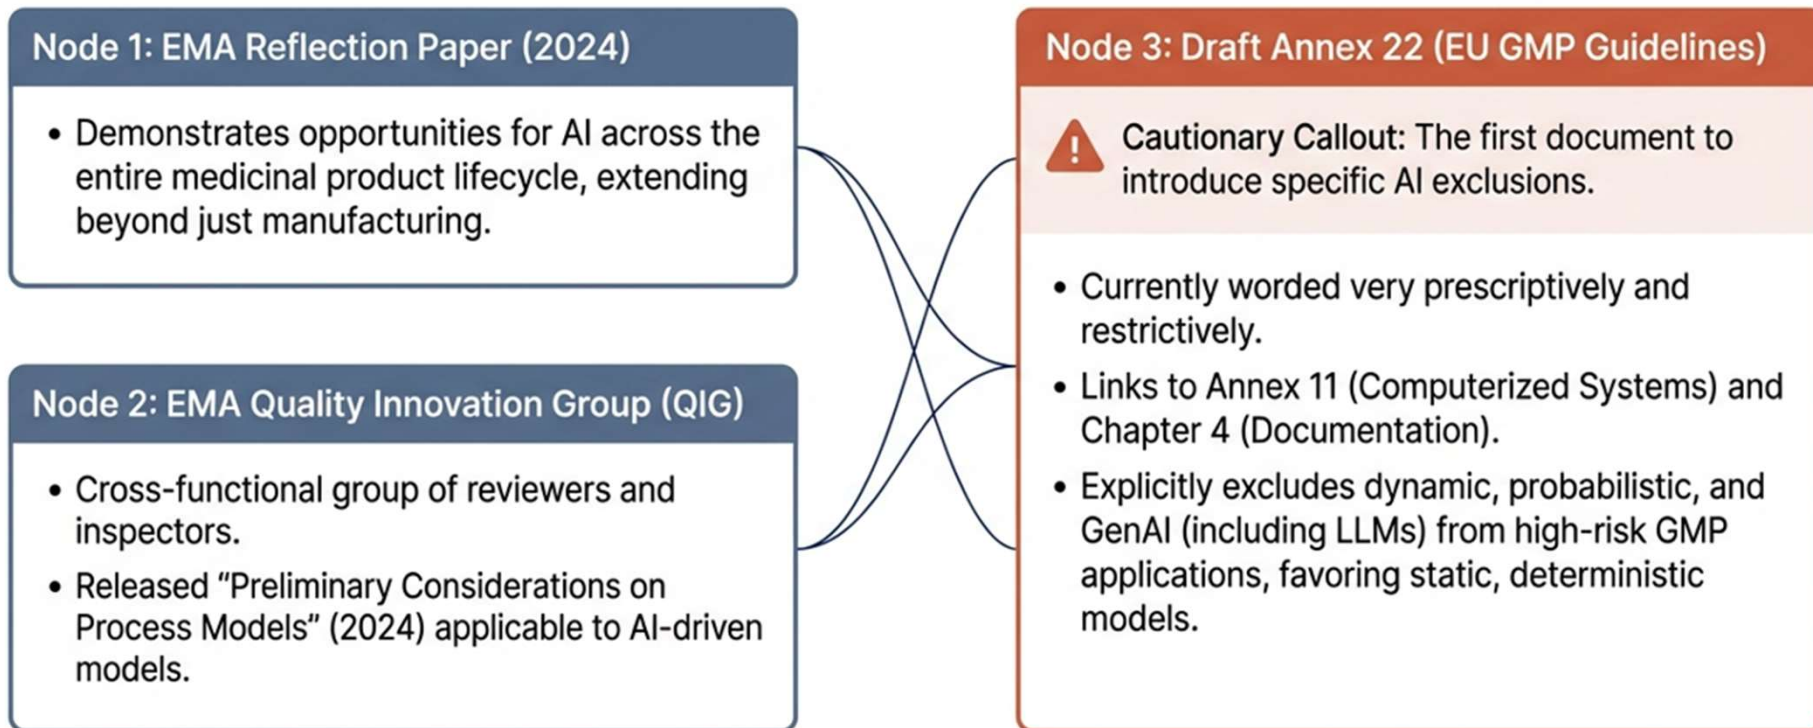 Node 1: EMA Reflection Paper (2024)
• Demonstrates opportunities for AI across the
entire medicinal product lifecycle, extending
beyond just manufacturing.
Node 2: EMA Quality Innovation Group (QIG)
• Cross-functional group of reviewers and
inspectors.
• Released "Preliminary Considerations on
Process Models" (2024) applicable to AI-driven
models.
Node 3: Draft Annex 22 (EU GMP Guidelines)
Cautionary Callout: The first document to
introduce specific AI exclusions.
• Currently worded very prescriptively and
restrictively.
• Links to Annex 11 (Computerized Systems) and
Chapter 4 (Documentation).
• Explicitly excludes dynamic, probabilistic, and
GenAI (including LLMs) from high-risk GMP
applications, favoring static, deterministic
models.